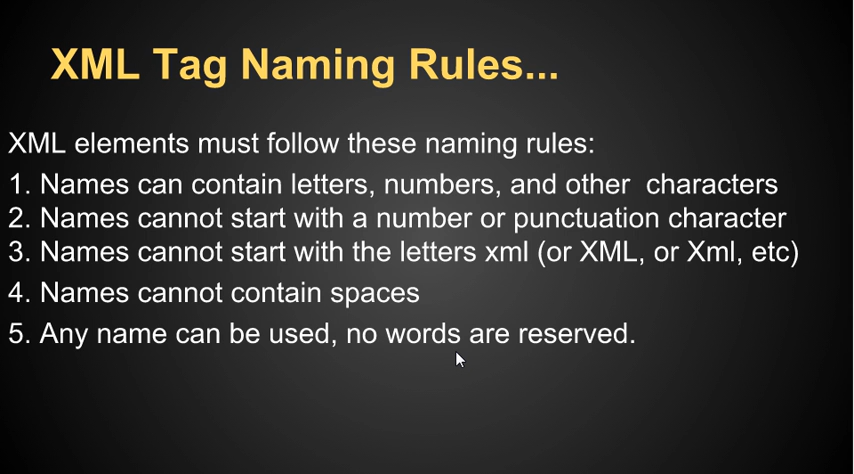 XML Tag Naming Rules...
XML elements must follow these naming rules:
1. Names can contain letters, numbers, and other  characters
2. Names cannot start with a number or punctuation character
3. Names cannot start with the letters xml (or XML, or Xml, etc)
4. Names cannot contain spaces
5. Any name can be used, no words are reserved.